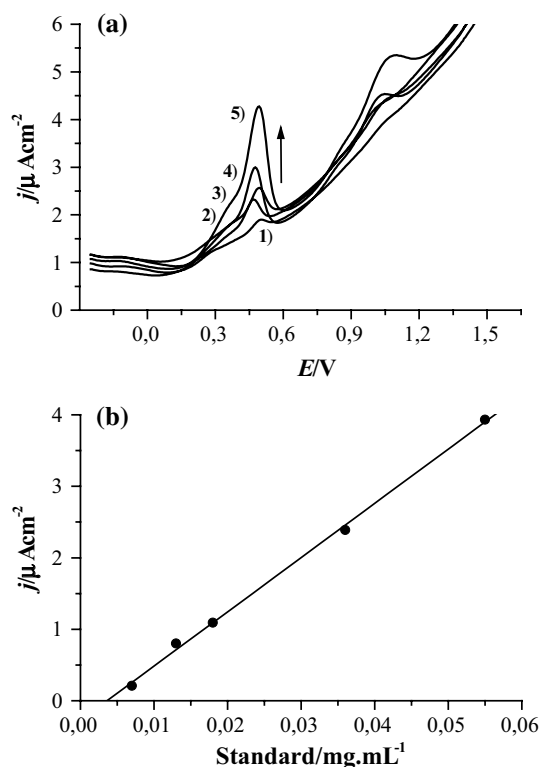 (a)
6
5
4
3
2
1
0
j/µ Acm⁻²
5)
4)
3)
2)
1)
0,0 0,3 0,6 0,9 1,2 1,5
E/V
(b)
4
3
2
1
0
j/µ Acm⁻²
0,00 0,01 0,02 0,03 0,04 0,05 0,06
Standard/mg.mL⁻¹